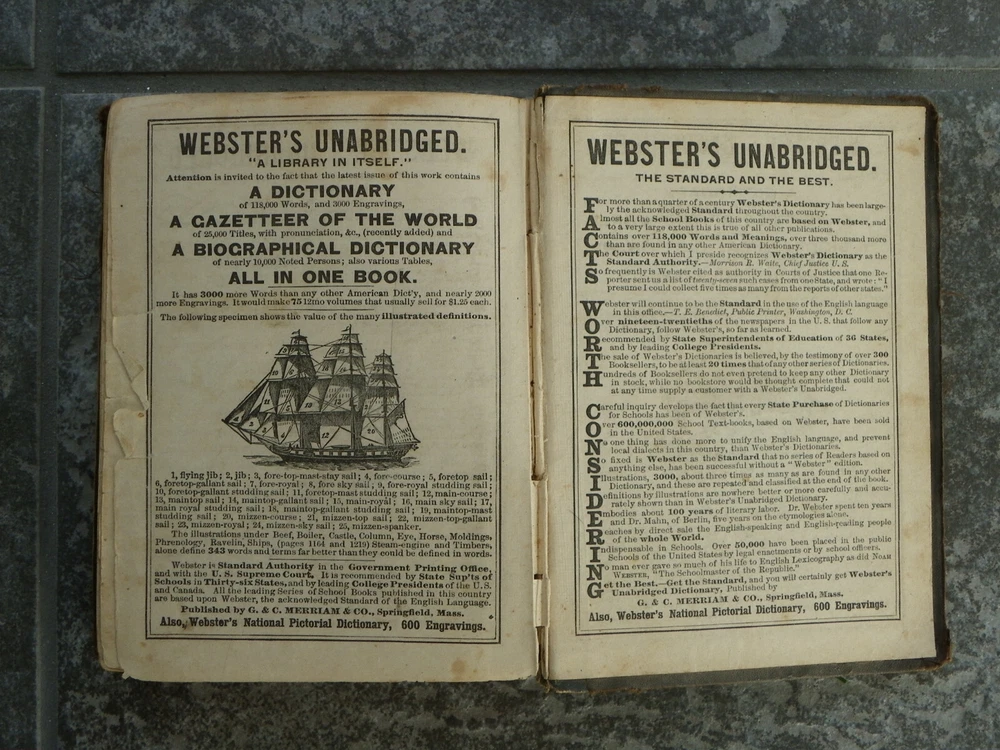 WEBSTER'S UNABRIDGED.
"A LIBRARY IN ITSELF."
Attention is invited to the fact that the latest issue of this work contains
A DICTIONARY
of 118,000 Words, and 3000 Engravings,
A GAZETTEER OF THE WORLD
of 25,000 Titles, with pronunciation, &c., (recently added) and
A BIOGRAPHICAL DICTIONARY
of nearly 10,000 Noted Persons; also various Tables,
ALL IN ONE BOOK.
It has 3000 more Words than any other American Dict'y, and nearly 2000
more Engravings. It would make 75 12mo volumes that usually sell for $1.25 each.
The following specimen shows the value of the many illustrated definitions.
1, flying jib; 2, jib; 3, fore-top-mast-stay sail; 4, fore-course; 5, foretop sail;
6, foretop-gallant sail; 7, fore-royal; 8, fore sky sail; 9, fore-royal studding sail;
10, foretop-gallant studding sail; 11, foretop-mast studding sail; 12, main-course;
13, maintop sail; 14, maintop-gallant sail; 15, main-royal; 16, main sky sail; 17,
main royal studding sail; 18, maintop-gallant studding sail; 19, maintop-mast
studding sail; 20, mizzen-course; 21, mizzen-top sail; 22, mizzen-top-gallant
sail; 23, mizzen-royal; 24, mizzen-sky sail; 25, mizzen-spanker.
The illustrations under Beef, Boiler, Castle, Column, Eye, Horse, Moldings,
Phrenology, Ravelin, Ships, (pages 1164 and 1219) Steam-engine and Timbers,
alone define 343 words and terms far better than they could be defined in words.
Webster is Standard Authority in the Government Printing Office,
and with the U. S. Supreme Court. It is recommended by State Sup'ts of
Schools in Thirty-six States, and by leading College Presidents of the U.S.
and Canada. All the leading Series of School Books published in this country
are based upon Webster, the acknowledged Standard of the English Language.
Published by G. & C. MERRIAM & CO., Springfield, Mass.
Also, Webster's National Pictorial Dictionary, 600 Engravings.
WEBSTER'S UNABRIDGED.
THE STANDARD AND THE BEST.
For more than a quarter of a century Webster's Dictionary has been large-
ly the acknowledged Standard throughout the country.
Almost all the School Books of this country are based on Webster, and
to a very large extent this is true of all other publications.
Contains over 118,000 Words and Meanings, over three thousand more
than are found in any other American Dictionary.
The Court over which I preside recognizes Webster's Dictionary as the
Standard Authority.—Morrison R. Waite, Chief Justice U. S.
So frequently is Webster cited as authority in Courts of Justice that one Re-
porter sent us a list of twenty-seven such cases from one State, and wrote: "I
presume I could collect five times as many from the reports of other states."
Webster will continue to be the Standard in the use of the English language
in this office.—T. E. Benedict, Public Printer, Washington, D. C.
Over nineteen-twentieths of the newspapers in the U. S. that follow any
Dictionary, follow Webster's, so far as learned.
Recommended by State Superintendents of Education of 36 States,
and by leading College Presidents.
The sale of Webster's Dictionaries is believed, by the testimony of over 300
Booksellers, to be at least 20 times that of any other series of Dictionaries.
Hundreds of Booksellers do not even pretend to keep any other Dictionary
in stock, while no bookstore would be thought complete that could not
at any time supply a customer with a Webster's Unabridged.
Careful inquiry develops the fact that every State Purchase of Dictionaries
for Schools has been of Webster's.
Over 600,000,000 School Text-books, based on Webster, have been sold
in the United States.
No one thing has done more to unify the English language, and prevent
local dialects in this country, than Webster's Dictionaries.
So fixed is Webster as the Standard that no series of Readers based on
anything else, has been successful without a "Webster" edition.
Illustrations, 3000, about three times as many as are found in any other
Dictionary, and these are repeated and classified at the end of the book.
Definitions by illustrations are nowhere better or more carefully and accu-
rately shown than in Webster's Unabridged Dictionary.
Embodies about 100 years of literary labor. Dr. Webster spent ten years
and Dr. Mahn, of Berlin, five years on the etymologies alone.
Reaches by direct sale the English-speaking and English-reading people
of the whole World.
Indispensable in Schools. Over 50,000 have been placed in the public
Schools of the United States by legal enactments or by school officers.
No man ever gave so much of his life to English Lexicography as did NOAH
WEBSTER, "The Schoolmaster of the Republic."
Get the Best.—Get the Standard, and you will certainly get Webster's
Unabridged Dictionary, Published by
G. & C. MERRIAM & CO., Springfield, Mass.
Also, Webster's National Pictorial Dictionary, 600 Engravings.